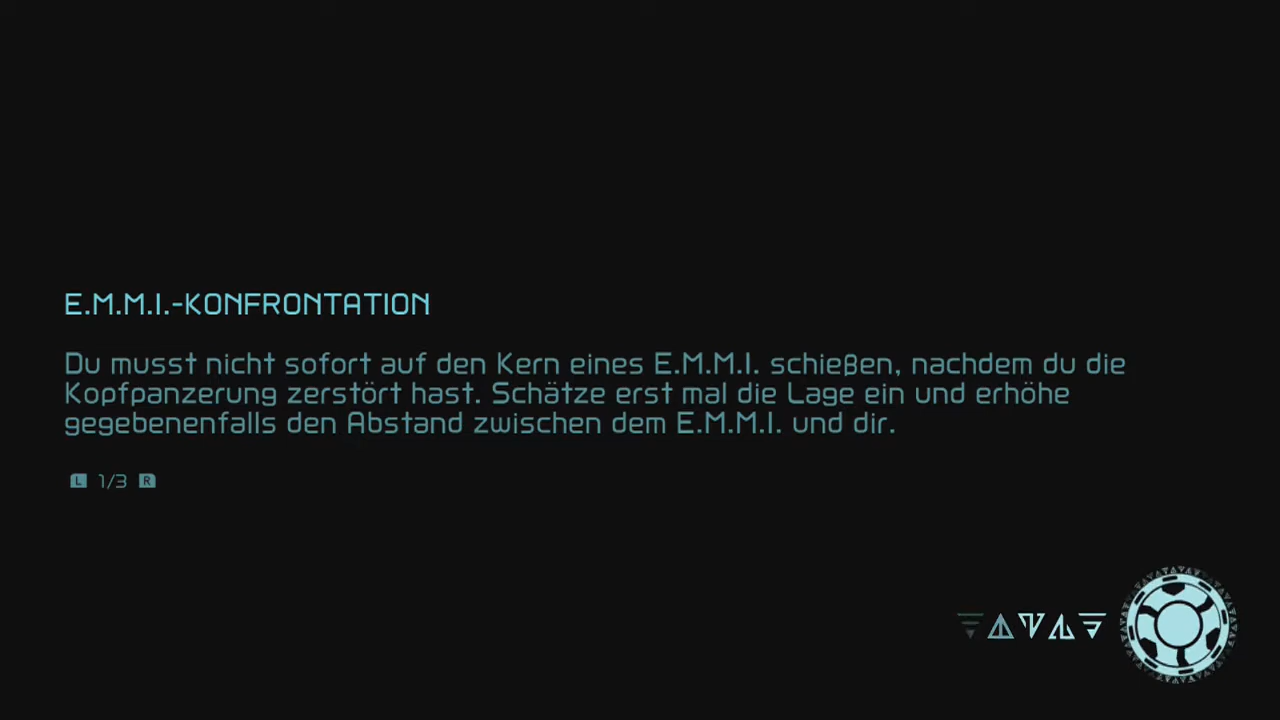 E.M.M.I.-KONFRONTATION
Du musst nicht sofort auf den Kern eines E.M.M.I. schießen, nachdem du die
Kopfpanzerung zerstört hast. Schätze erst mal die Lage ein und erhöhe
gegebenenfalls den Abstand zwischen dem E.M.M.I. und dir.
L 1/3 R